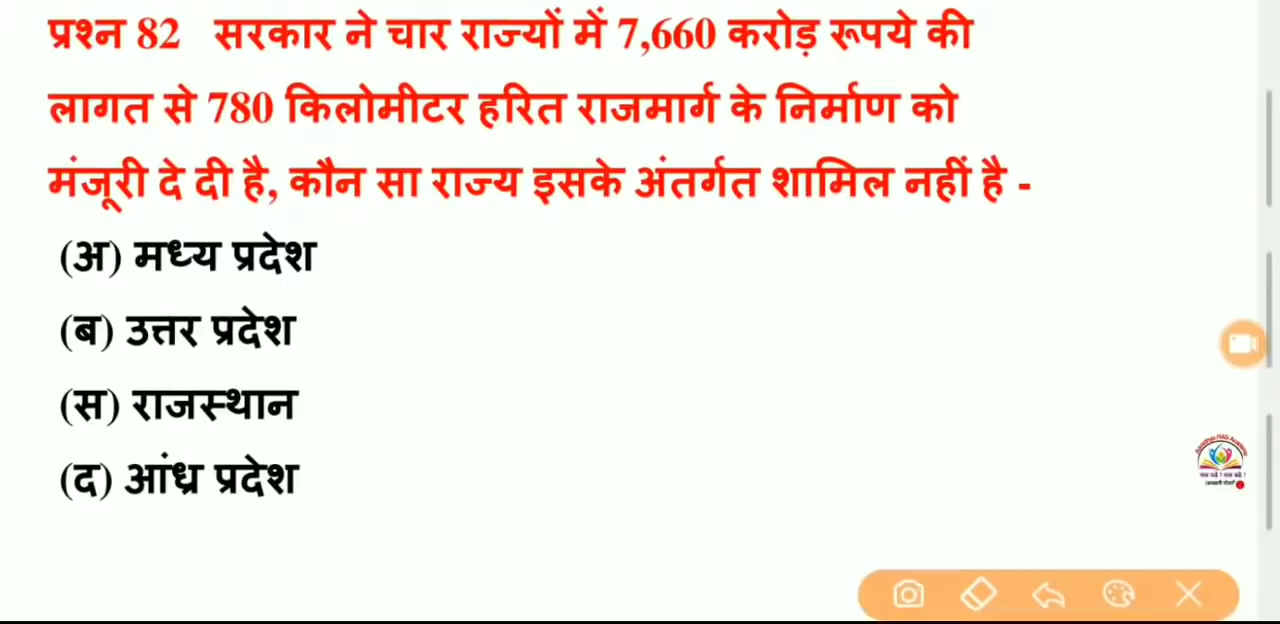 प्रश्न 82 सरकार ने चार राज्यों में 7,660 करोड़ रूपये की
लागत से 780 किलोमीटर हरित राजमार्ग के निर्माण को
मंजूरी दे दी है, कौन सा राज्य इसके अंतर्गत शामिल नहीं है -
(अ) मध्य प्रदेश
(ब) उत्तर प्रदेश
(स) राजस्थान
(द) आंध्र प्रदेश